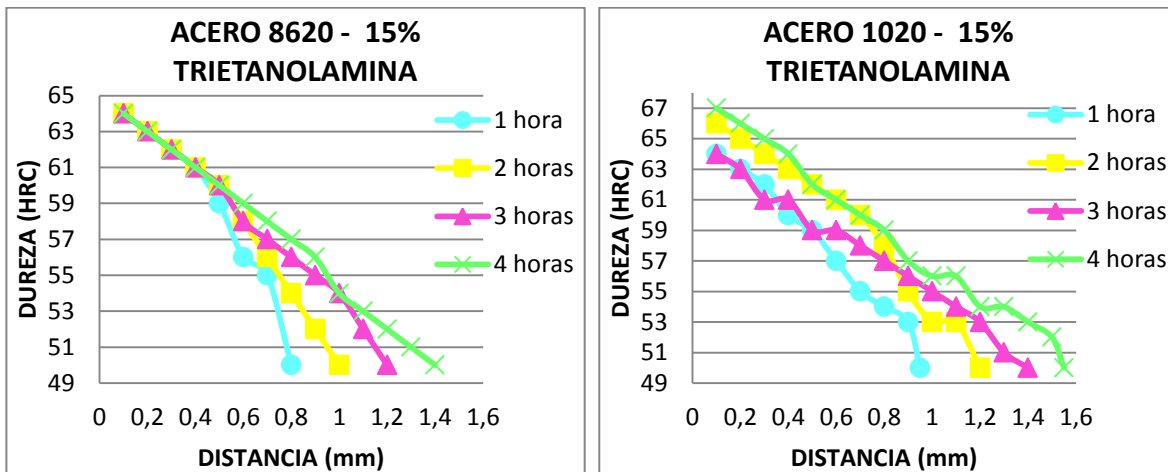 ACERO 8620 - 15%
TRIETANOLAMINA
DUREZA (HRC)
65
63
61
59
57
55
53
51
49
0 0,2 0,4 0,6 0,8 1 1,2 1,4 1,6
DISTANCIA (mm)
1 hora
2 horas
3 horas
4 horas
ACERO 1020 - 15%
TRIETANOLAMINA
DUREZA (HRC)
67
65
63
61
59
57
55
53
51
49
0 0,2 0,4 0,6 0,8 1 1,2 1,4 1,6
DISTANCIA (mm)
1 hora
2 horas
3 horas
4 horas